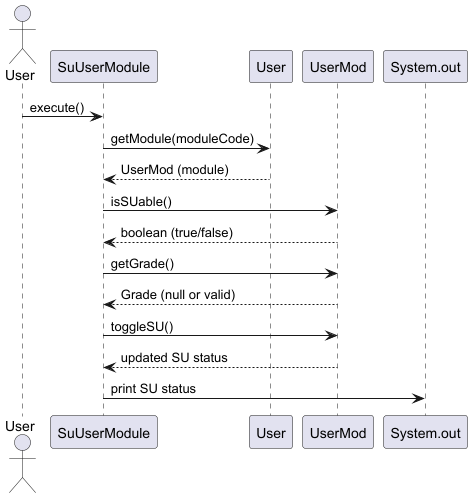 User
SuUserModule
User
UserMod
System.out
execute()
getModule(moduleCode)
UserMod (module)
isSUable()
boolean (true/false)
getGrade()
Grade (null or valid)
toggleSU()
updated SU status
print SU status
User
SuUserModule
User
UserMod
System.out